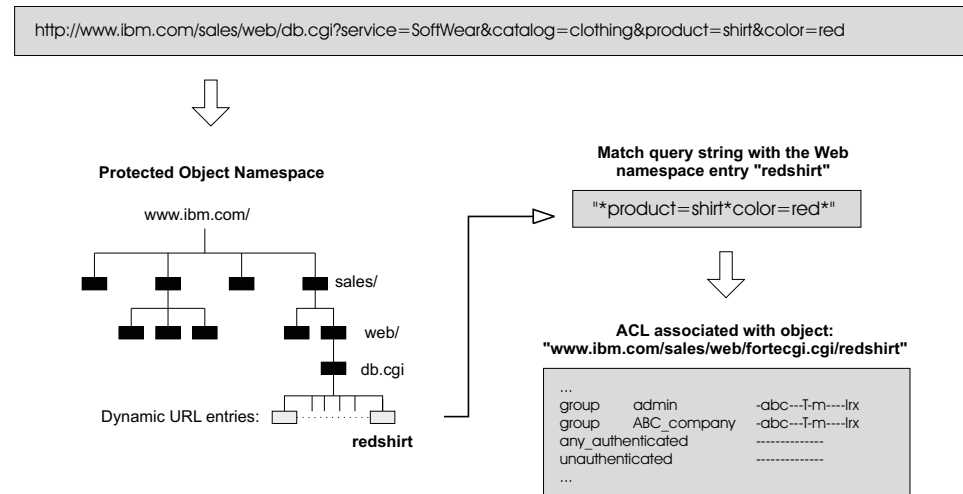 http://www.ibm.com/sales/web/db.cgi?service=SoftWear&catalog=clothing&product=shirt&color=red
Protected Object Namespace
www.ibm.com/
sales/
web/
db.cgi
Dynamic URL entries:
redshirt
Match query string with the Web
namespace entry "redshirt"
"*product=shirt*color=red*"
ACL associated with object:
"www.ibm.com/sales/web/fortecgi.cgi/redshirt"
...
group admin -abc---T-m----lrx
group ABC_company -abc---T-m----lrx
any_authenticated --------------
unauthenticated --------------
...